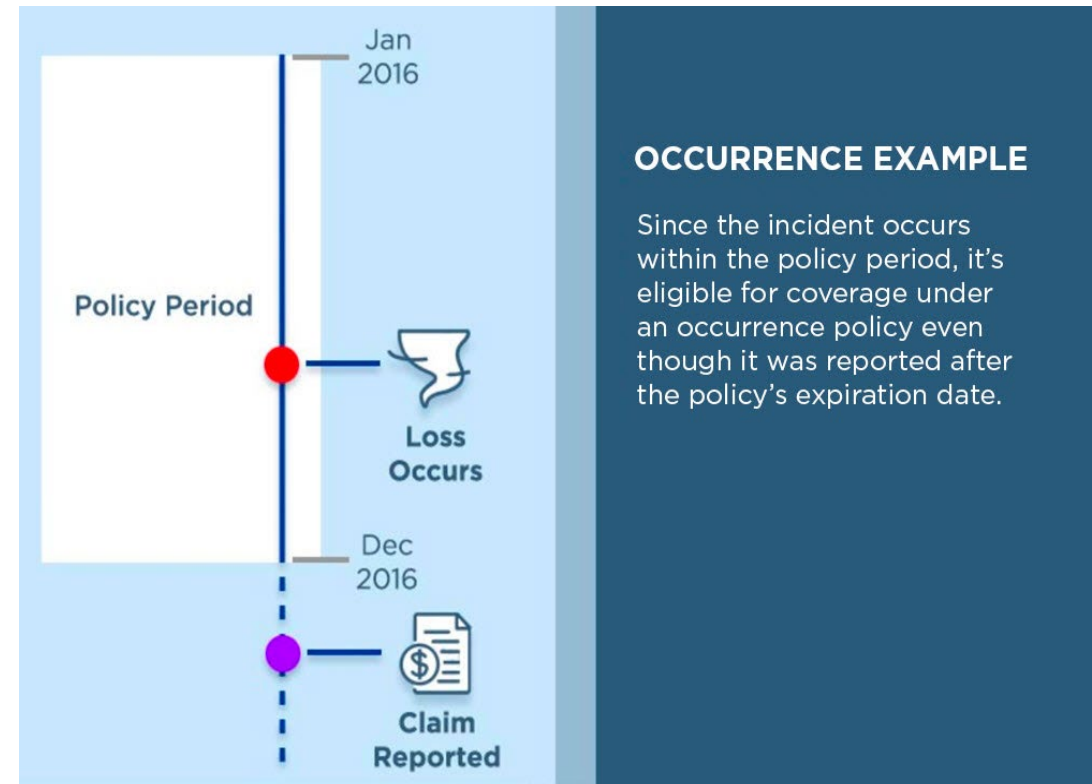 Jan
2016
Policy Period
Loss
Occurs
Dec
2016
$
Claim
Reported
OCCURRENCE EXAMPLE
Since the incident occurs
within the policy period, it’s
eligible for coverage under
an occurrence policy even
though it was reported after
the policy’s expiration date.